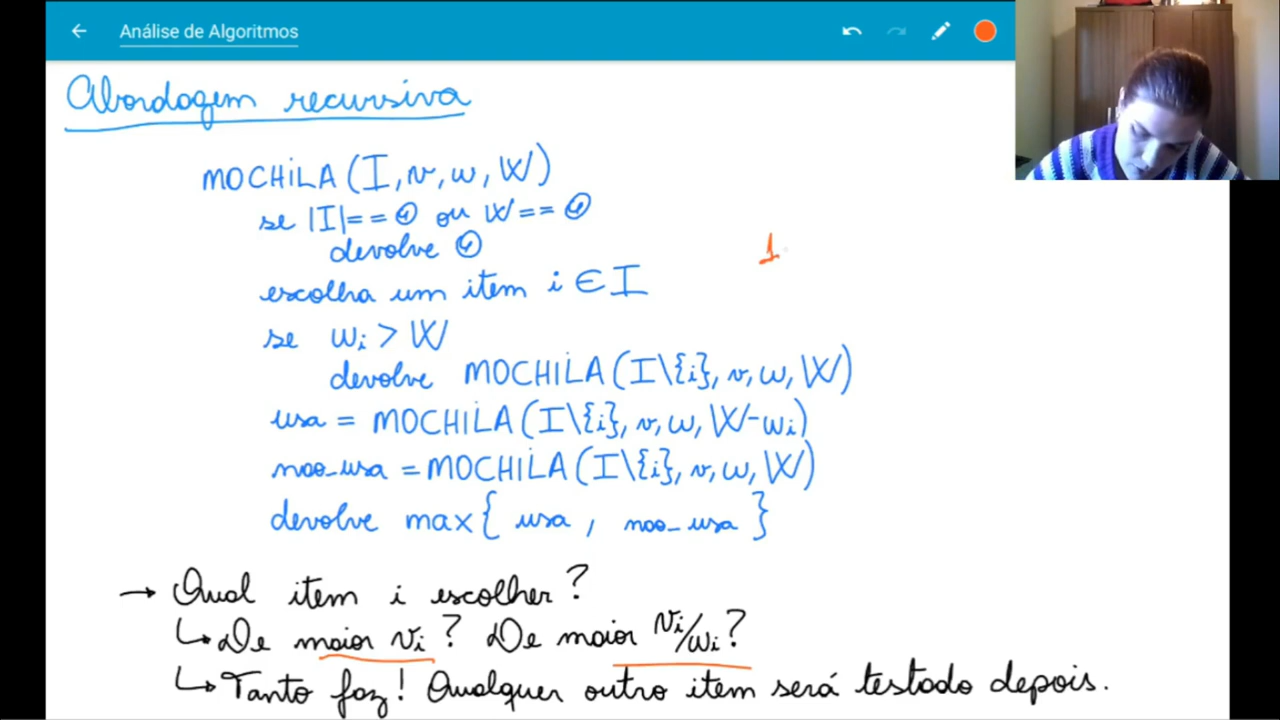 Análise de Algoritmos
Abordagem recursiva
MOCHILA(I, v, w, W)
se |I|==0 ou W==0
devolve 0
escolha um item i ∈ I
se wi > W
devolve MOCHILA(I\{i}, v, w, W)
usa = MOCHILA(I\{i}, v, w, W-wi)
nao_usa = MOCHILA(I\{i}, v, w, W)
devolve max{ usa, nao_usa }
1
→ Qual item i escolher?
↳ De maior vi? De maior vi/wi?
↳ Tanto faz! Qualquer outro item será testado depois.